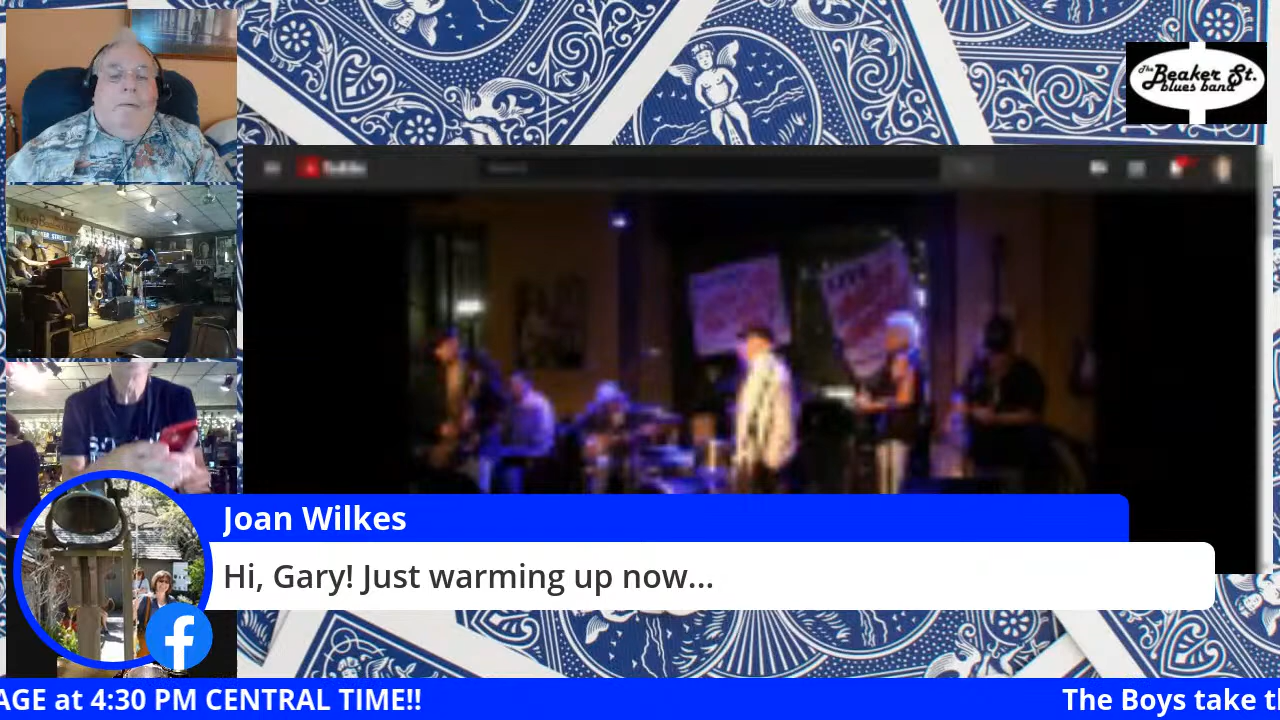 The
Beaker St.
blues band
Joan Wilkes
Hi, Gary! Just warming up now...
AGE at 4:30 PM CENTRAL TIME!!
The Boys take th